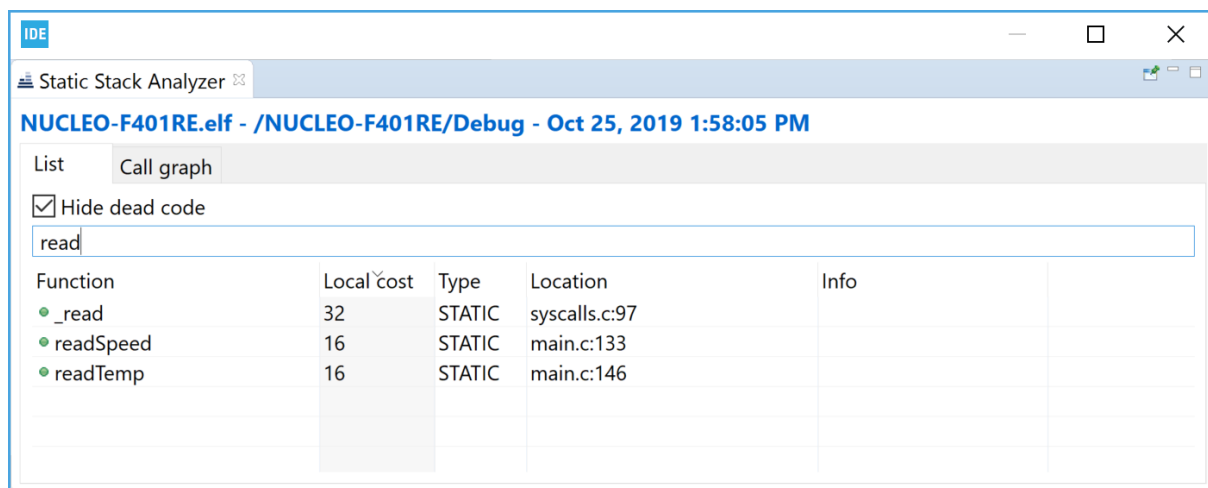 IDE
Static Stack Analyzer
NUCLEO-F401RE.elf - /NUCLEO-F401RE/Debug - Oct 25, 2019 1:58:05 PM
List Call graph
Hide dead code
read
Function Local cost Type Location Info
_read 32 STATIC syscalls.c:97
readSpeed 16 STATIC main.c:133
readTemp 16 STATIC main.c:146